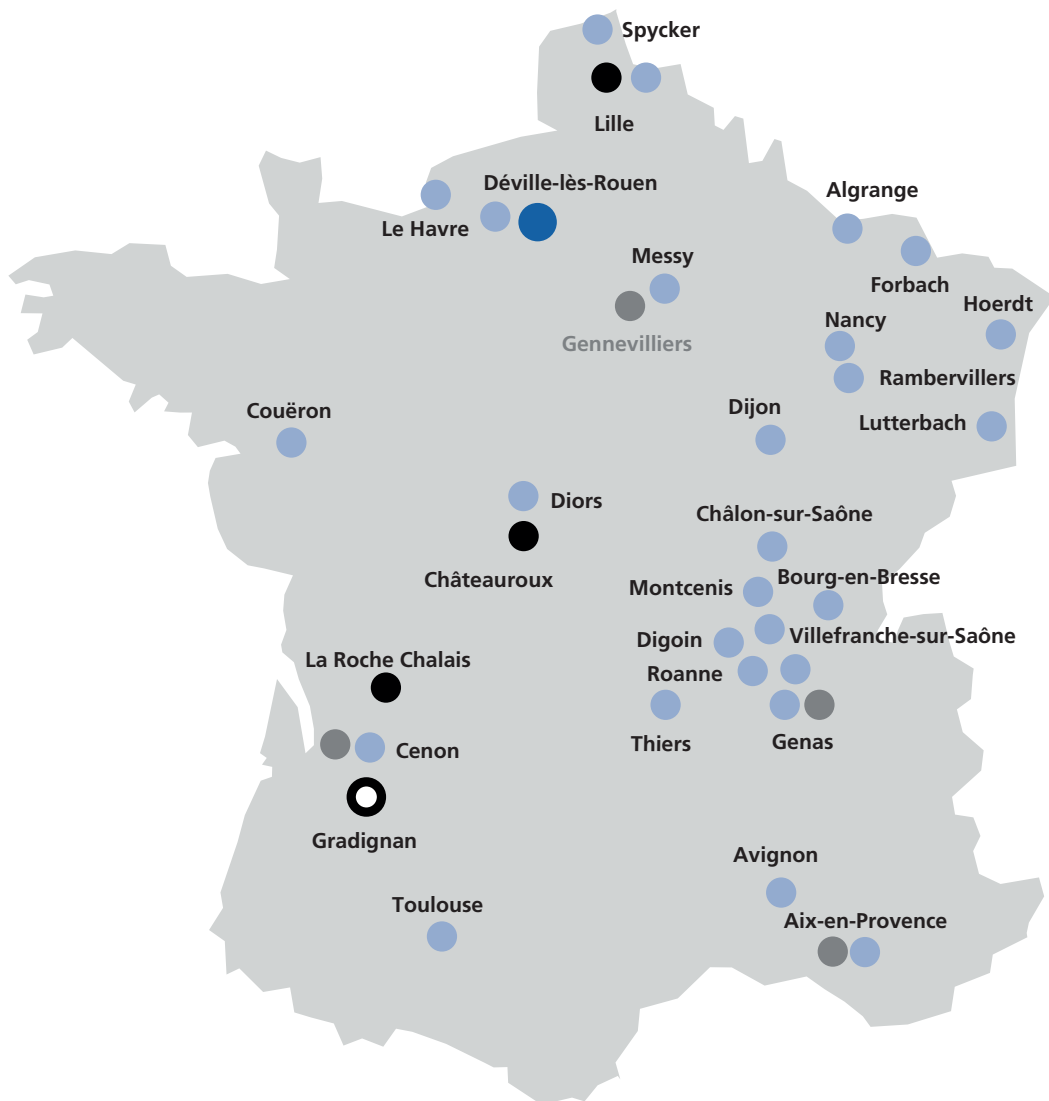 Spycker
Lille
Déville-lès-Rouen
Algrange
Le Havre
Messy
Forbach
Hoerdt
Nancy
Gennevilliers
Rambervillers
Couëron
Dijon
Lutterbach
Diors
Châlon-sur-Saône
Châteauroux
Montcenis
Bourg-en-Bresse
Digoin
Villefranche-sur-Saône
La Roche Chalais
Roanne
Thiers
Genas
Cenon
Gradignan
Avignon
Toulouse
Aix-en-Provence